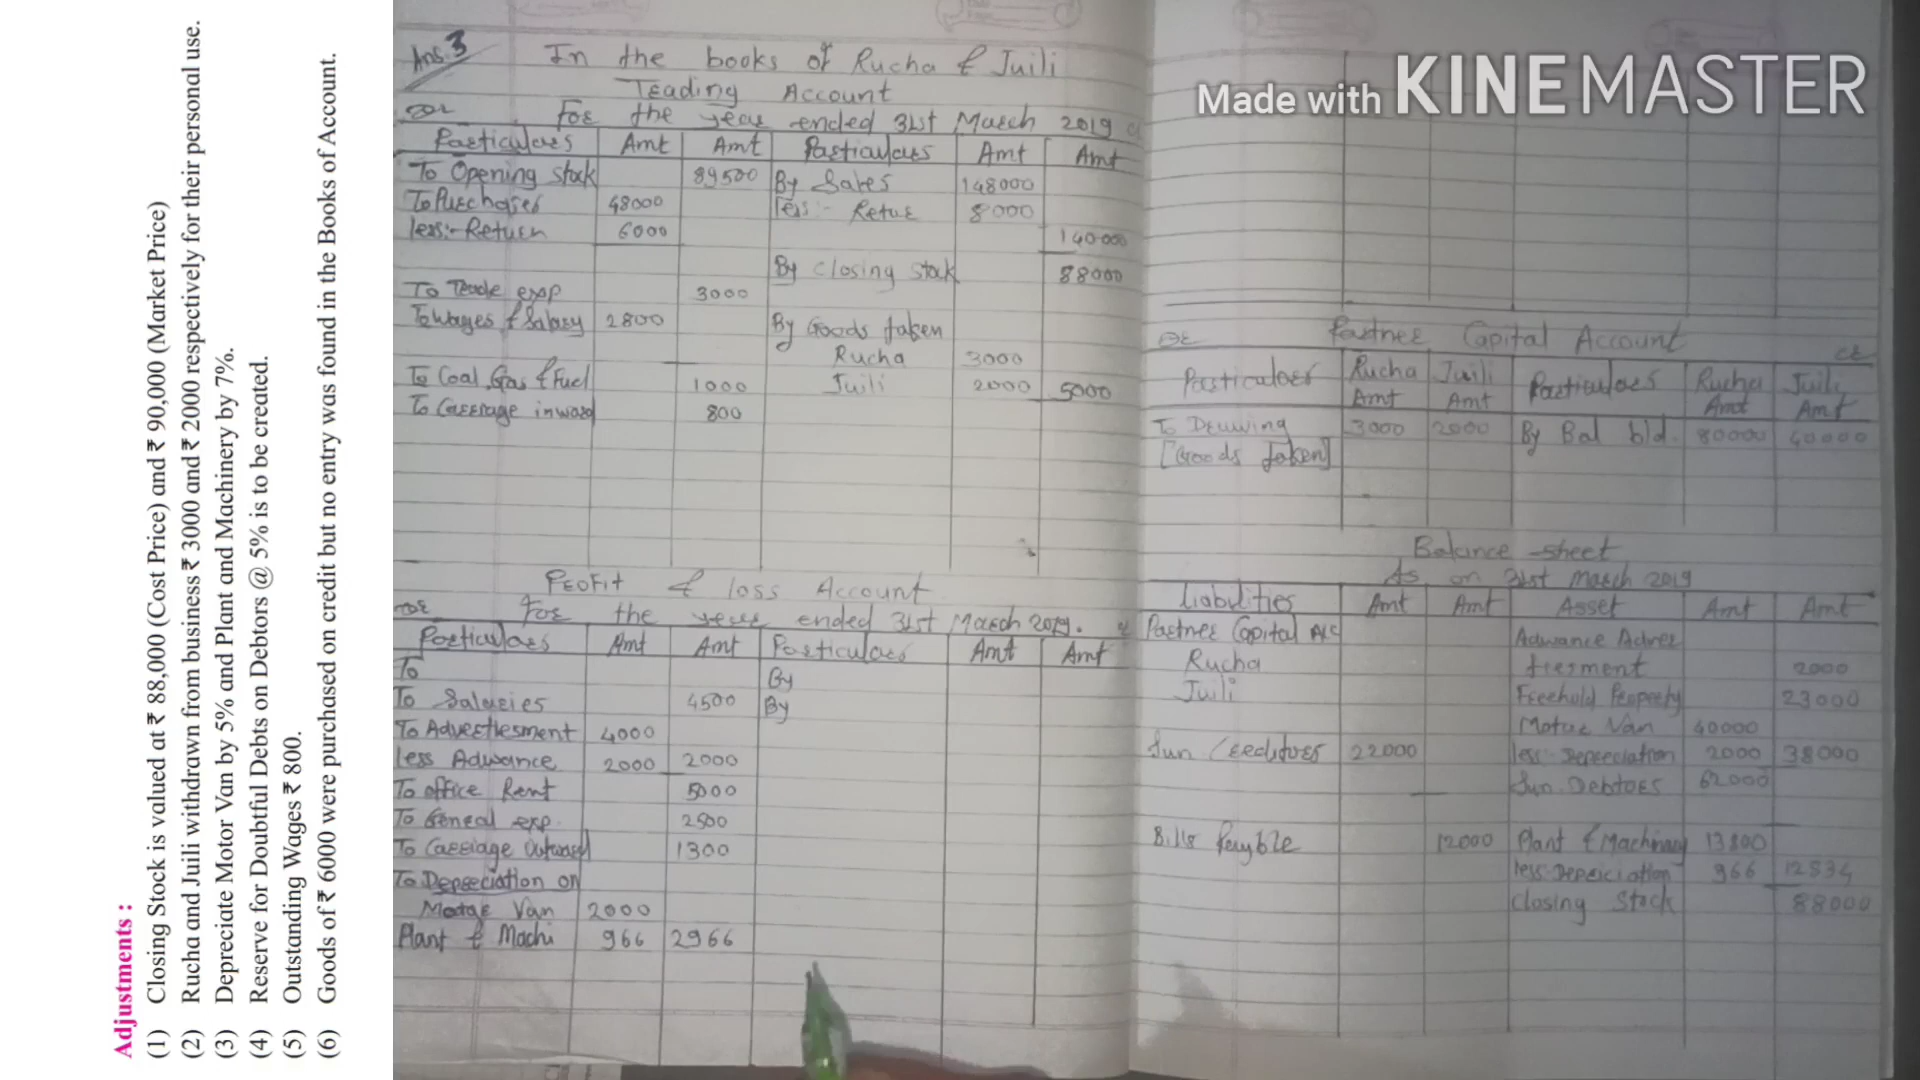 Adjustments :
(1) Closing Stock is valued at ₹ 88,000 (Cost Price) and ₹ 90,000 (Market Price)
(2) Rucha and Juili withdrawn from business ₹ 3000 and ₹ 2000 respectively for their personal use.
(3) Depreciate Motor Van by 5% and Plant and Machinery by 7%.
(4) Reserve for Doubtful Debts on Debtors @ 5% is to be created.
(5) Outstanding Wages ₹ 800.
(6) Goods of ₹ 6000 were purchased on credit but no entry was found in the Books of Account.
Ans.3 In the books of Rucha & Juili
Trading Account
For the year ended 31st March 2019
Particulars Amt Amt Particulars Amt Amt
To Opening stock 89500 By Sales 148000
To Purchases 48000 less:- Retur 8000
less:- Return 6000 140000
By closing stock 88000
To Trade exp 3000
To wages & Salary 2800 By Goods taken
Rucha 3000
To Coal, Gas & Fuel 1000 Juili 2000 5000
To Carrage inward 800
Profit & loss Account
For the year ended 31st March 2019.
Particulars Amt Amt Particulars Amt Amt
To By
To Salaries 4500 By
To Advertiesment 4000
less Advance 2000 2000
To office Rent 5000
To General exp. 2500
To Carriage Outward 1300
To Depreciation on
Motor Van 2000
Plant & Machi 966 2966
Made with KINEMASTER
Partner Capital Account
Dr Cr
Particulars Rucha Juili Particulars Rucha Juili
Amt Amt Amt Amt
To Drawing 3000 2000 By Bal b/d. 80000 40000
[Goods taken]
Balance -sheet
As on 31st March 2019
Liabilities Amt Amt Asset Amt Amt
Partner Capital A/c Advance Adver
Rucha tiesment 2000
Juili Freehold Property 23000
Motar Van 40000
Sun Creditors 22000 less Depreciation 2000 38000
Sun. Debtors 62000
Bills Payble 12000 Plant & Machinary 13800
less Depriciation 966 12834
Closing Stock 88000